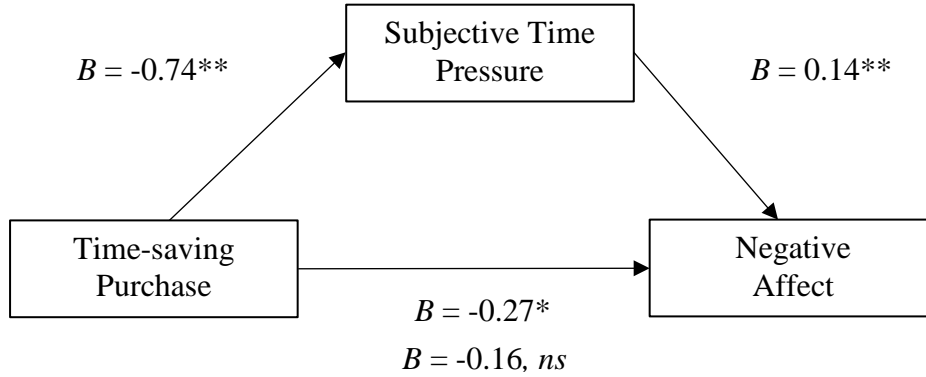 Subjective Time
Pressure
B = -0.74**
B = 0.14**
Time-saving
Purchase
Negative
Affect
B = -0.27*
B = -0.16, ns